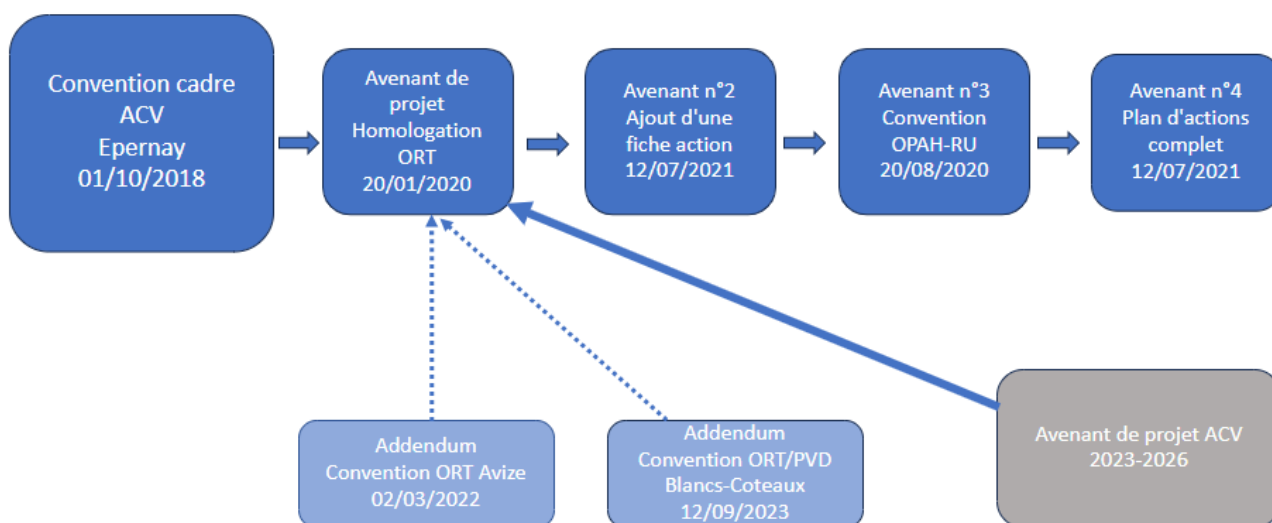 Convention cadre
ACV
Epernay
01/10/2018
Avenant de
projet
Homologation
ORT
20/01/2020
Avenant n°2
Ajout d'une
fiche action
12/07/2021
Avenant n°3
Convention
OPAH-RU
20/08/2020
Avenant n°4
Plan d'actions
complet
12/07/2021
Addendum
Convention ORT Avize
02/03/2022
Addendum
Convention ORT/PVD
Blancs-Coteaux
12/09/2023
Avenant de projet ACV
2023-2026